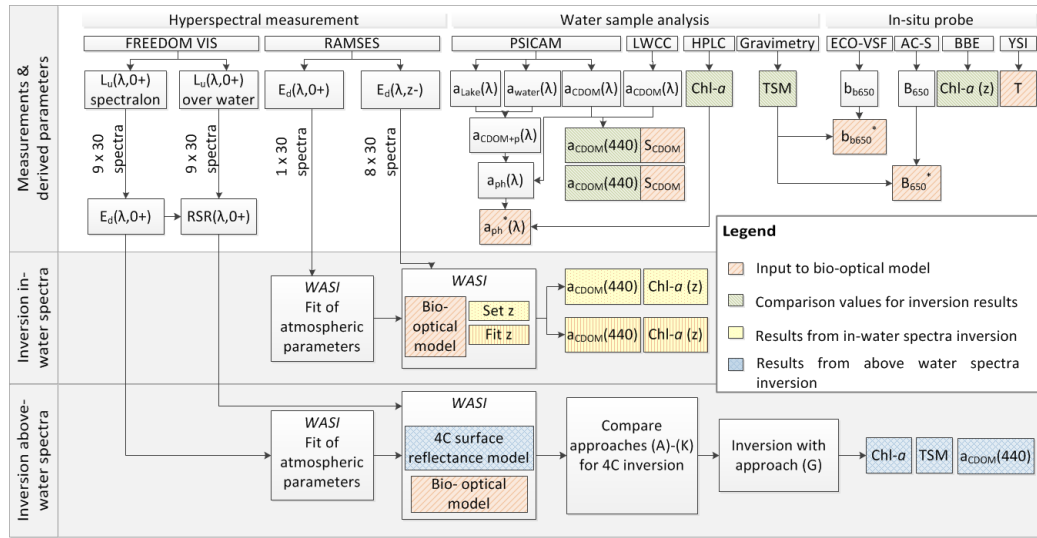 Hyperspectral measurement
Water sample analysis
In-situ probe
FREEDOM VIS
RAMSES
PSICAM
LWCC
HPLC
Gravimetry
ECO-VSF
AC-S
BBE
YSI
Measurements &
derived parameters
Lu(λ,0+)
spectralon
Lu(λ,0+)
over water
Ed(λ,0+)
Ed(λ,z-)
aLake(λ)
awater(λ)
aCDOM(λ)
aCDOM(λ)
Chl-a
TSM
bb650
B650
Chl-a (z)
T
9 x 30
spectra
9 x 30
spectra
1 x 30
spectra
8 x 30
spectra
aCDOM+p(λ)
aCDOM(440)
SCDOM
aCDOM(440)
SCDOM
bb650*
aph(λ)
B650*
Ed(λ,0+)
RSR(λ,0+)
aph*(λ)
Legend
Input to bio-optical model
Comparison values for inversion results
Results from in-water spectra inversion
Results from above water spectra
inversion
Inversion in-
water spectra
WASI
Fit of
atmospheric
parameters
WASI
Bio-
optical
model
Set z
Fit z
aCDOM(440)
Chl-a (z)
aCDOM(440)
Chl-a (z)
Inversion above-
water spectra
WASI
Fit of
atmospheric
parameters
WASI
4C surface
reflectance model
Bio- optical
model
Compare
approaches (A)-(K)
for 4C inversion
Inversion with
approach (G)
Chl-a
TSM
aCDOM(440)